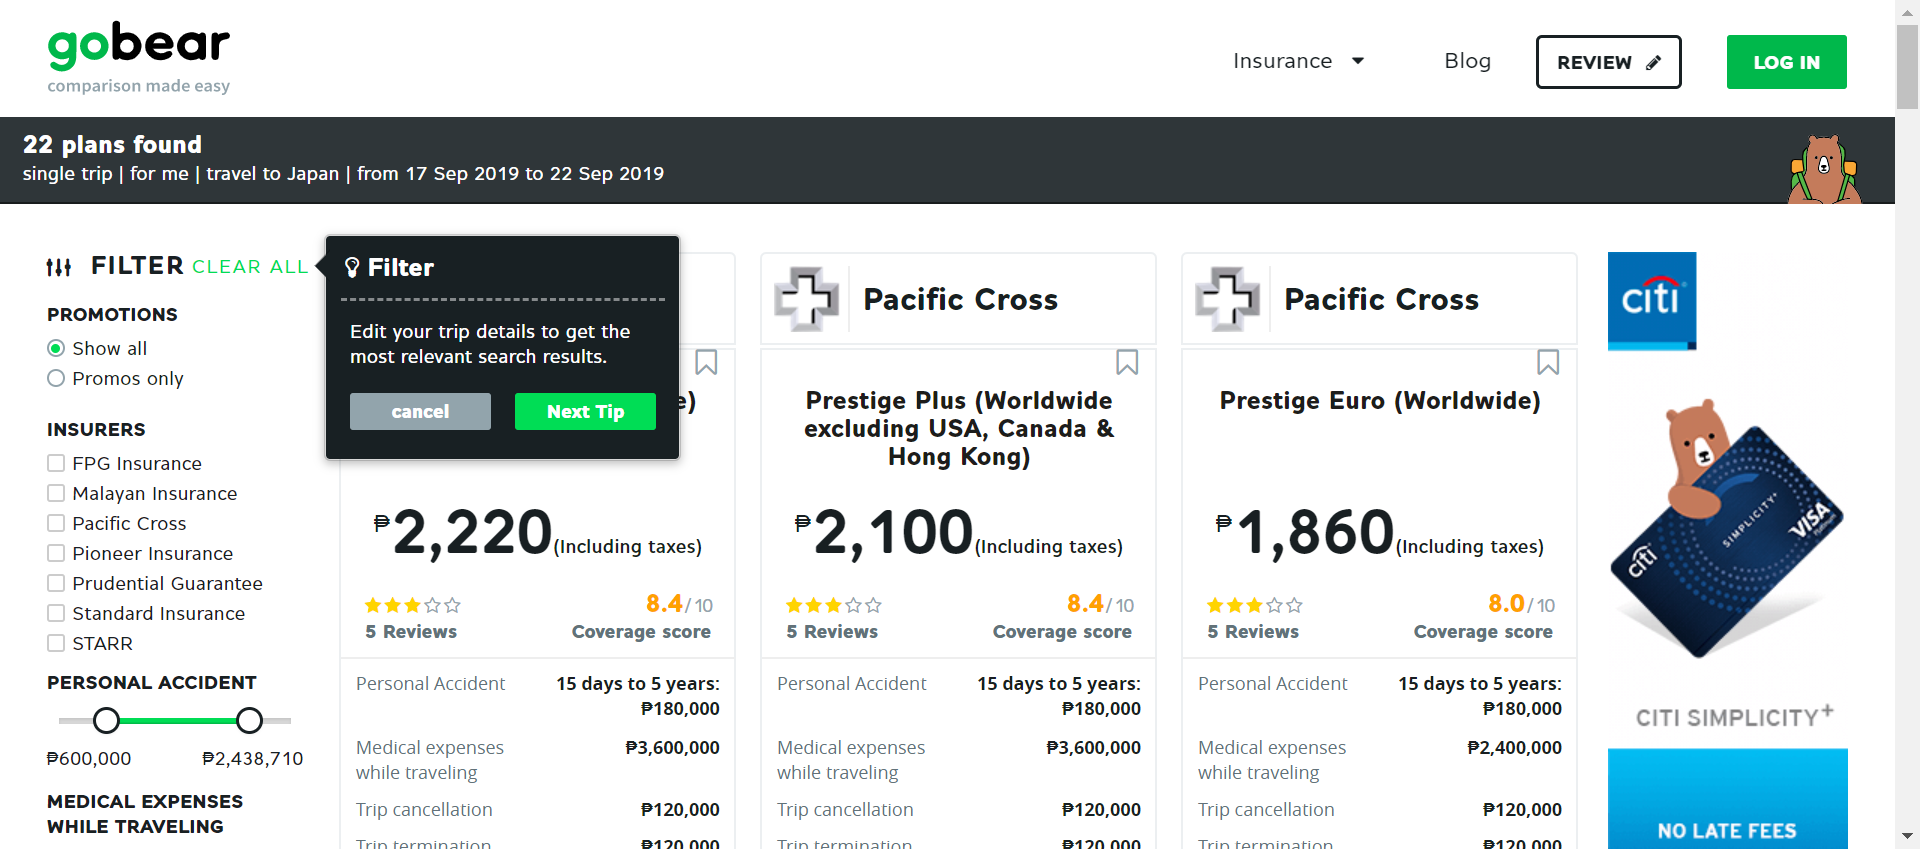 gobear
comparison made easy
Insurance
Blog
REVIEW
LOG IN
22 plans found
single trip | for me | travel to Japan | from 17 Sep 2019 to 22 Sep 2019
FILTER CLEAR ALL
PROMOTIONS
Show all
Promos only
INSURERS
FPG Insurance
Malayan Insurance
Pacific Cross
Pioneer Insurance
Prudential Guarantee
Standard Insurance
STARR
PERSONAL ACCIDENT
₱600,000 ₱2,438,710
MEDICAL EXPENSES
WHILE TRAVELING
Filter
Edit your trip details to get the
most relevant search results.
cancel
Next Tip
e)
₱2,220 (Including taxes)
8.4/10
5 Reviews Coverage score
Personal Accident 15 days to 5 years:
₱180,000
Medical expenses ₱3,600,000
while traveling
Trip cancellation ₱120,000
Trip termination ₱120,000
Pacific Cross
Prestige Plus (Worldwide
excluding USA, Canada &
Hong Kong)
₱2,100 (Including taxes)
8.4/10
5 Reviews Coverage score
Personal Accident 15 days to 5 years:
₱180,000
Medical expenses ₱3,600,000
while traveling
Trip cancellation ₱120,000
Trip termination ₱120,000
Pacific Cross
Prestige Euro (Worldwide)
₱1,860 (Including taxes)
8.0/10
5 Reviews Coverage score
Personal Accident 15 days to 5 years:
₱180,000
Medical expenses ₱2,400,000
while traveling
Trip cancellation ₱120,000
Trip termination ₱120,000
citi
SIMPLICITY+
VISA
Platinum
citi
CITI SIMPLICITY+
NO LATE FEES